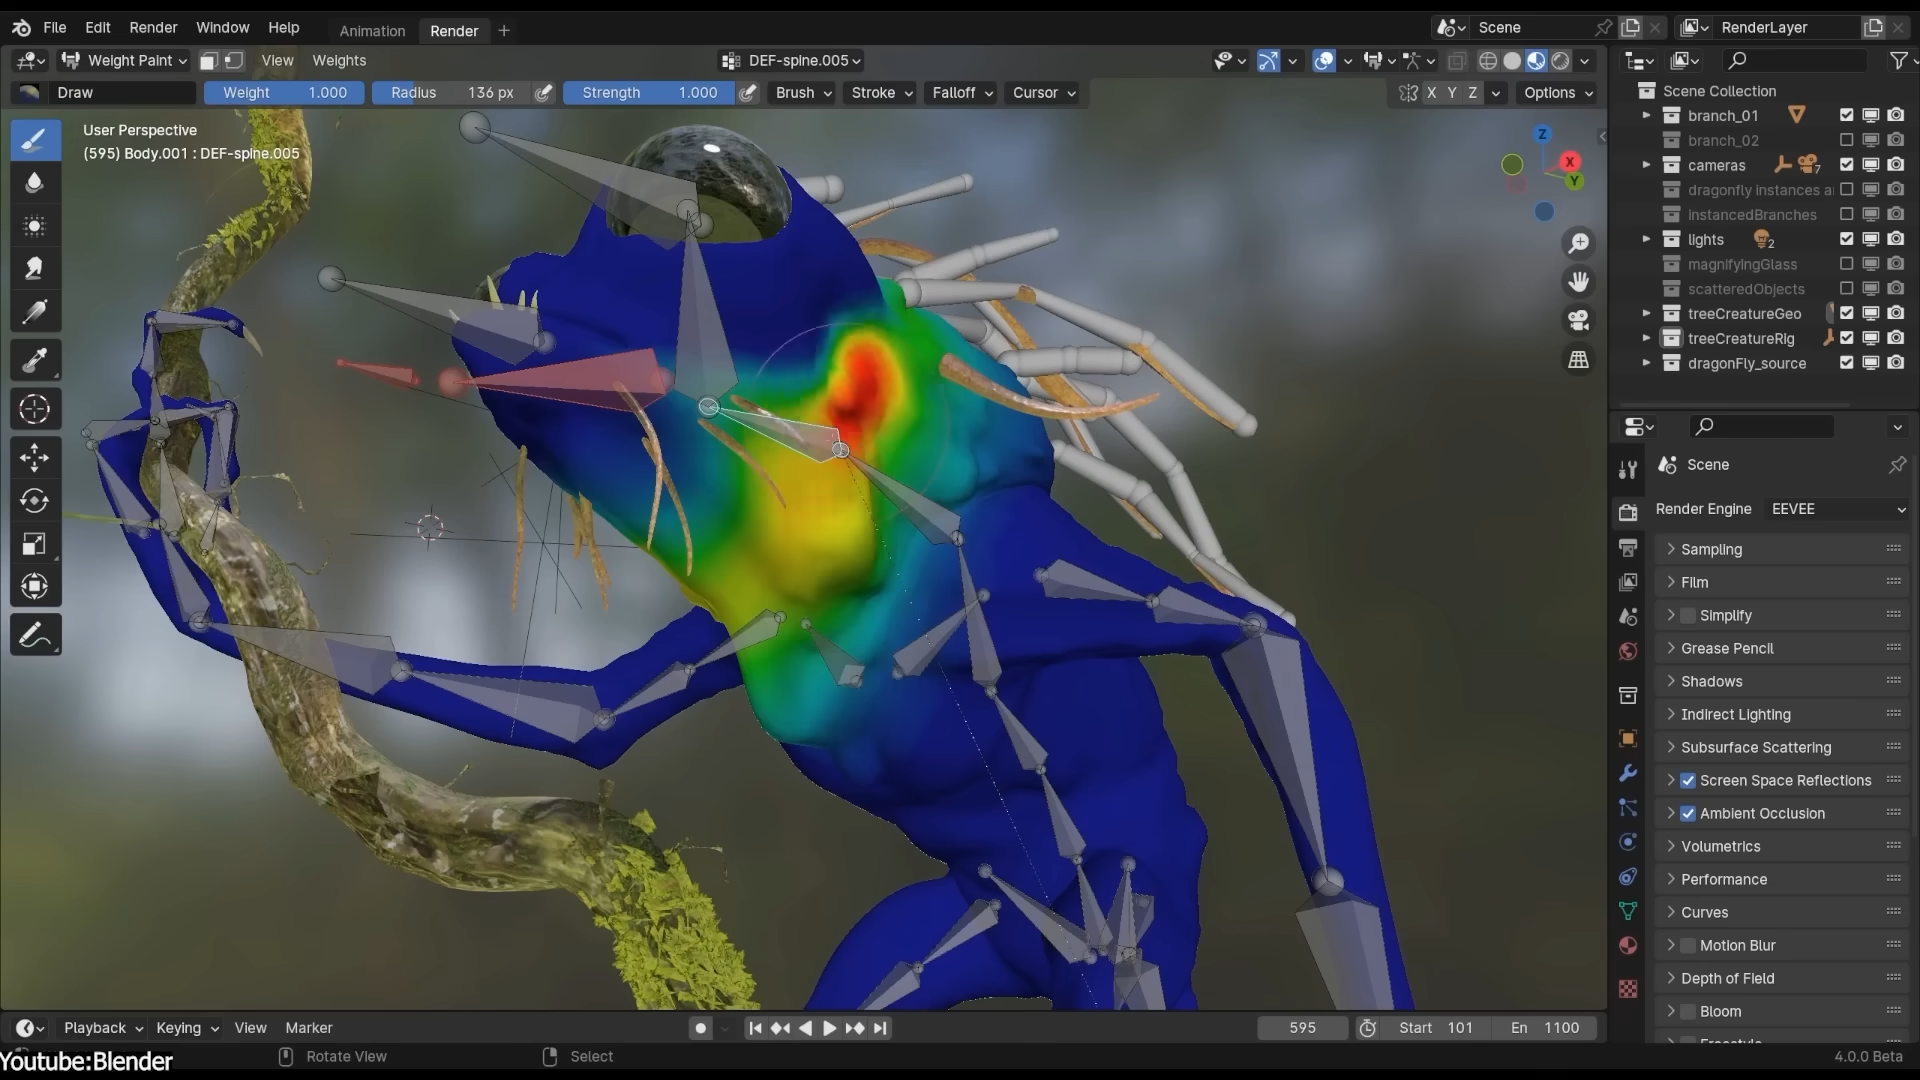 File Edit Render Window Help Animation Render + Scene RenderLayer
Weight Paint View Weights DEF-spine.005
Draw Weight 1.000 Radius 136 px Strength 1.000 Brush Stroke Falloff Cursor X Y Z Options
User Perspective
(595) Body.001 : DEF-spine.005
Z
X
Y
Scene Collection
branch_01
branch_02
cameras 7
dragonfly instances a
instancedBranches
lights 2
magnifyingGlass
scatteredObjects
treeCreatureGeo
treeCreatureRig
dragonFly_source
Scene
Render Engine EEVEE
Sampling
Film
Simplify
Grease Pencil
Shadows
Indirect Lighting
Subsurface Scattering
Screen Space Reflections
Ambient Occlusion
Volumetrics
Performance
Curves
Motion Blur
Depth of Field
Bloom
Playback Keying View Marker 595 Start 101 En 1100
Youtube:Blender Rotate View Select 4.0.0 Beta